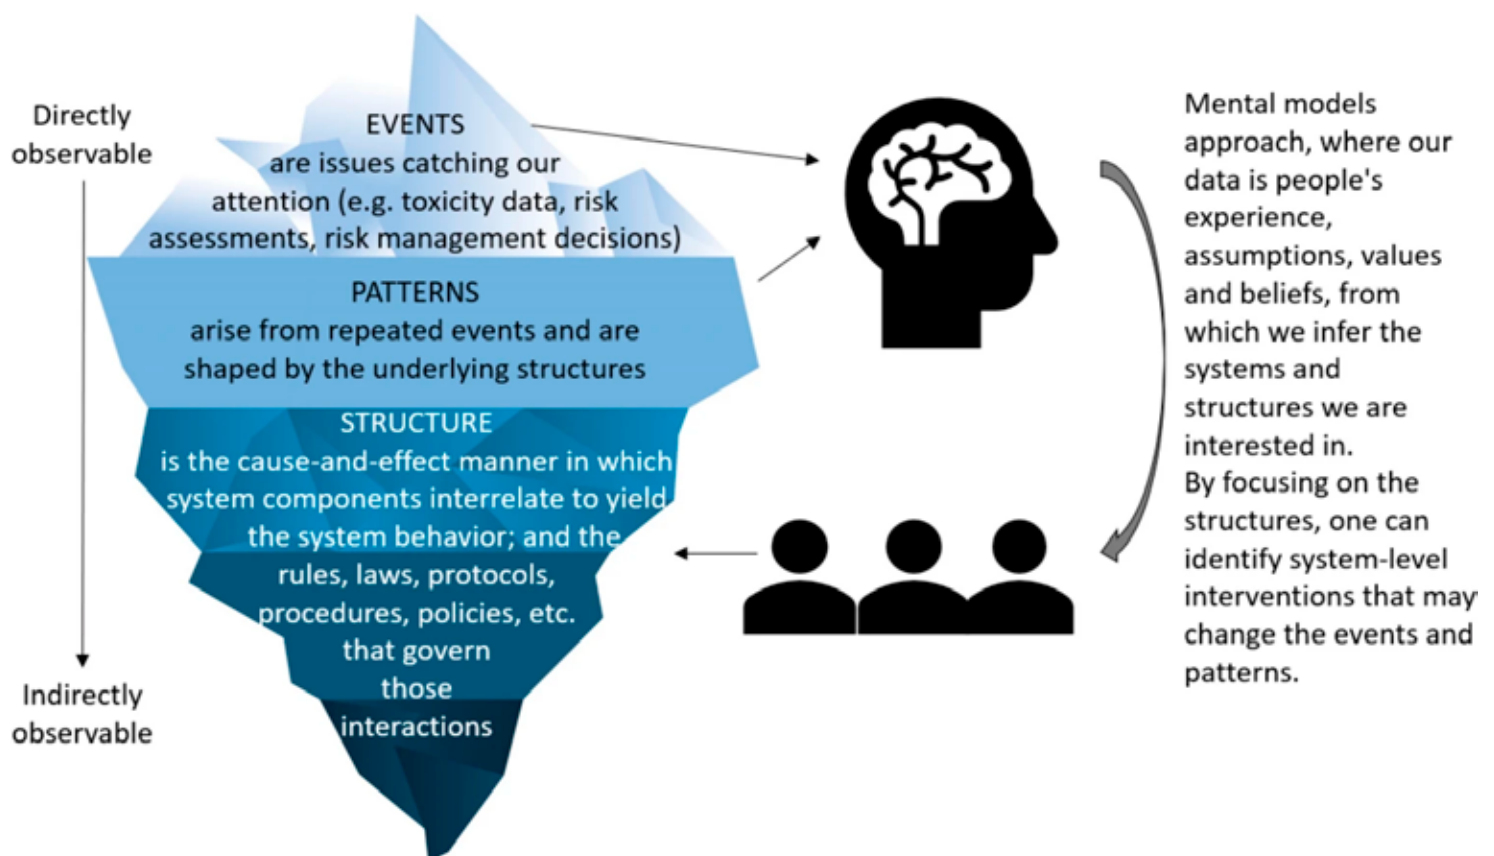 Directly
observable
EVENTS
are issues catching our
attention (e.g. toxicity data, risk
assessments, risk management decisions)
PATTERNS
arise from repeated events and are
shaped by the underlying structures
STRUCTURE
is the cause-and-effect manner in which
system components interrelate to yield
the system behavior; and the
rules, laws, protocols,
procedures, policies, etc.
that govern
those
interactions
Indirectly
observable
Mental models
approach, where our
data is people's
experience,
assumptions, values
and beliefs, from
which we infer the
systems and
structures we are
interested in.
By focusing on the
structures, one can
identify system-level
interventions that may
change the events and
patterns.